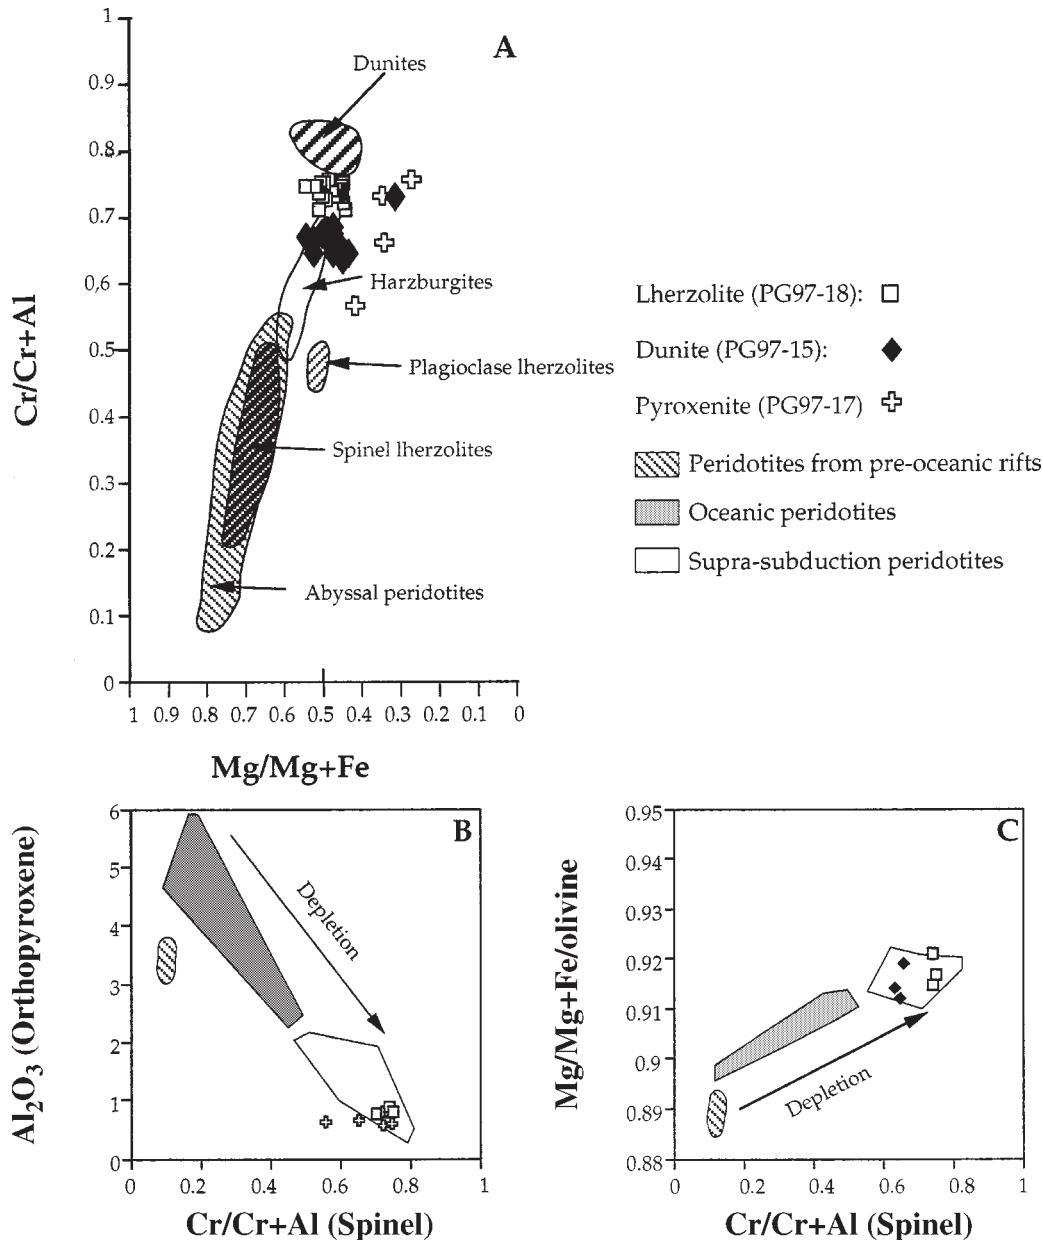 A
1
0.9
0.8
0.7
0,6
0.5
0.4
0.3
0.2
0.1
0
Cr/Cr+Al
Dunites
Harzburgites
Plagioclase lherzolites
Spinel lherzolites
Abyssal peridotites
1 0.9 0.8 0.7 0.6 0.5 0.4 0.3 0.2 0.1 0
Mg/Mg+Fe
Lherzolite (PG97-18):
Dunite (PG97-15):
Pyroxenite (PG97-17)
Peridotites from pre-oceanic rifts
Oceanic peridotites
Supra-subduction peridotites
B
6
5
4
3
2
1
0
Al2O3 (Orthopyroxene)
Depletion
0 0.2 0.4 0.6 0.8 1
Cr/Cr+Al (Spinel)
C
0.95
0.94
0.93
0.92
0.91
0.9
0.89
0.88
Mg/Mg+Fe/olivine
Depletion
0 0.2 0.4 0.6 0.8 1
Cr/Cr+Al (Spinel)